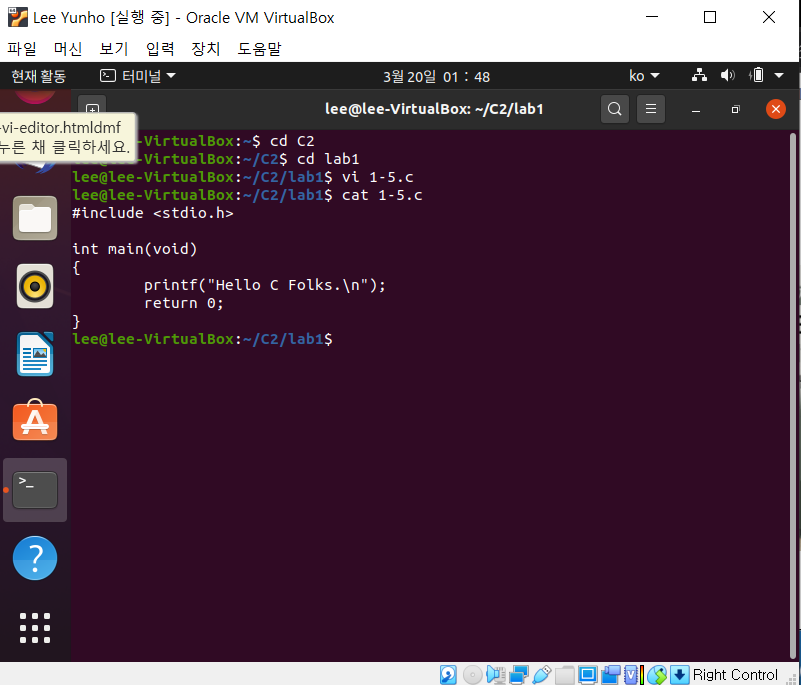 Lee Yunho [실행 중] - Oracle VM VirtualBox
파일 머신 보기 입력 장치 도움말
현재 활동 터미널 3월 20일 01 : 48 ko
lee@lee-VirtualBox: ~/C2/lab1
-vi-editor.htmldmf
누른 채 클릭하세요.
-VirtualBox:~$ cd C2
lee@lee-VirtualBox:~/C2$ cd lab1
lee@lee-VirtualBox:~/C2/lab1$ vi 1-5.c
lee@lee-VirtualBox:~/C2/lab1$ cat 1-5.c
#include <stdio.h>
int main(void)
{
printf("Hello C Folks.\n");
return 0;
}
lee@lee-VirtualBox:~/C2/lab1$
Right Control